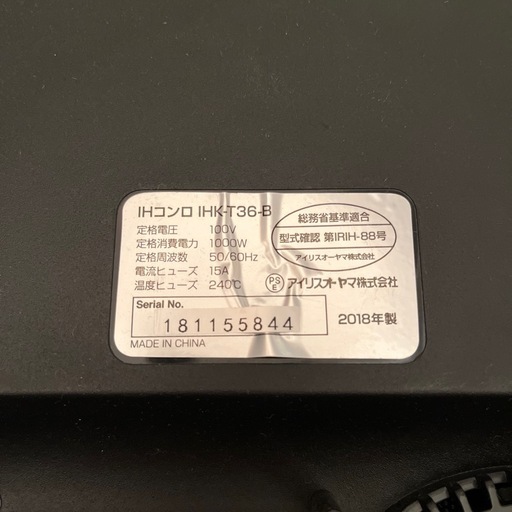 IHコンロ IHK-T36-B
定格電圧 100V
定格消費電力 1000W
定格周波数 50/60Hz
電流ヒューズ 15A
温度ヒューズ 240℃
総務省基準適合
型式確認 第IRIH-88号
アイリスオーヤマ株式会社
PSE アイリスオーヤマ株式会社
Serial No.
181155844
2018年製
MADE IN CHINA